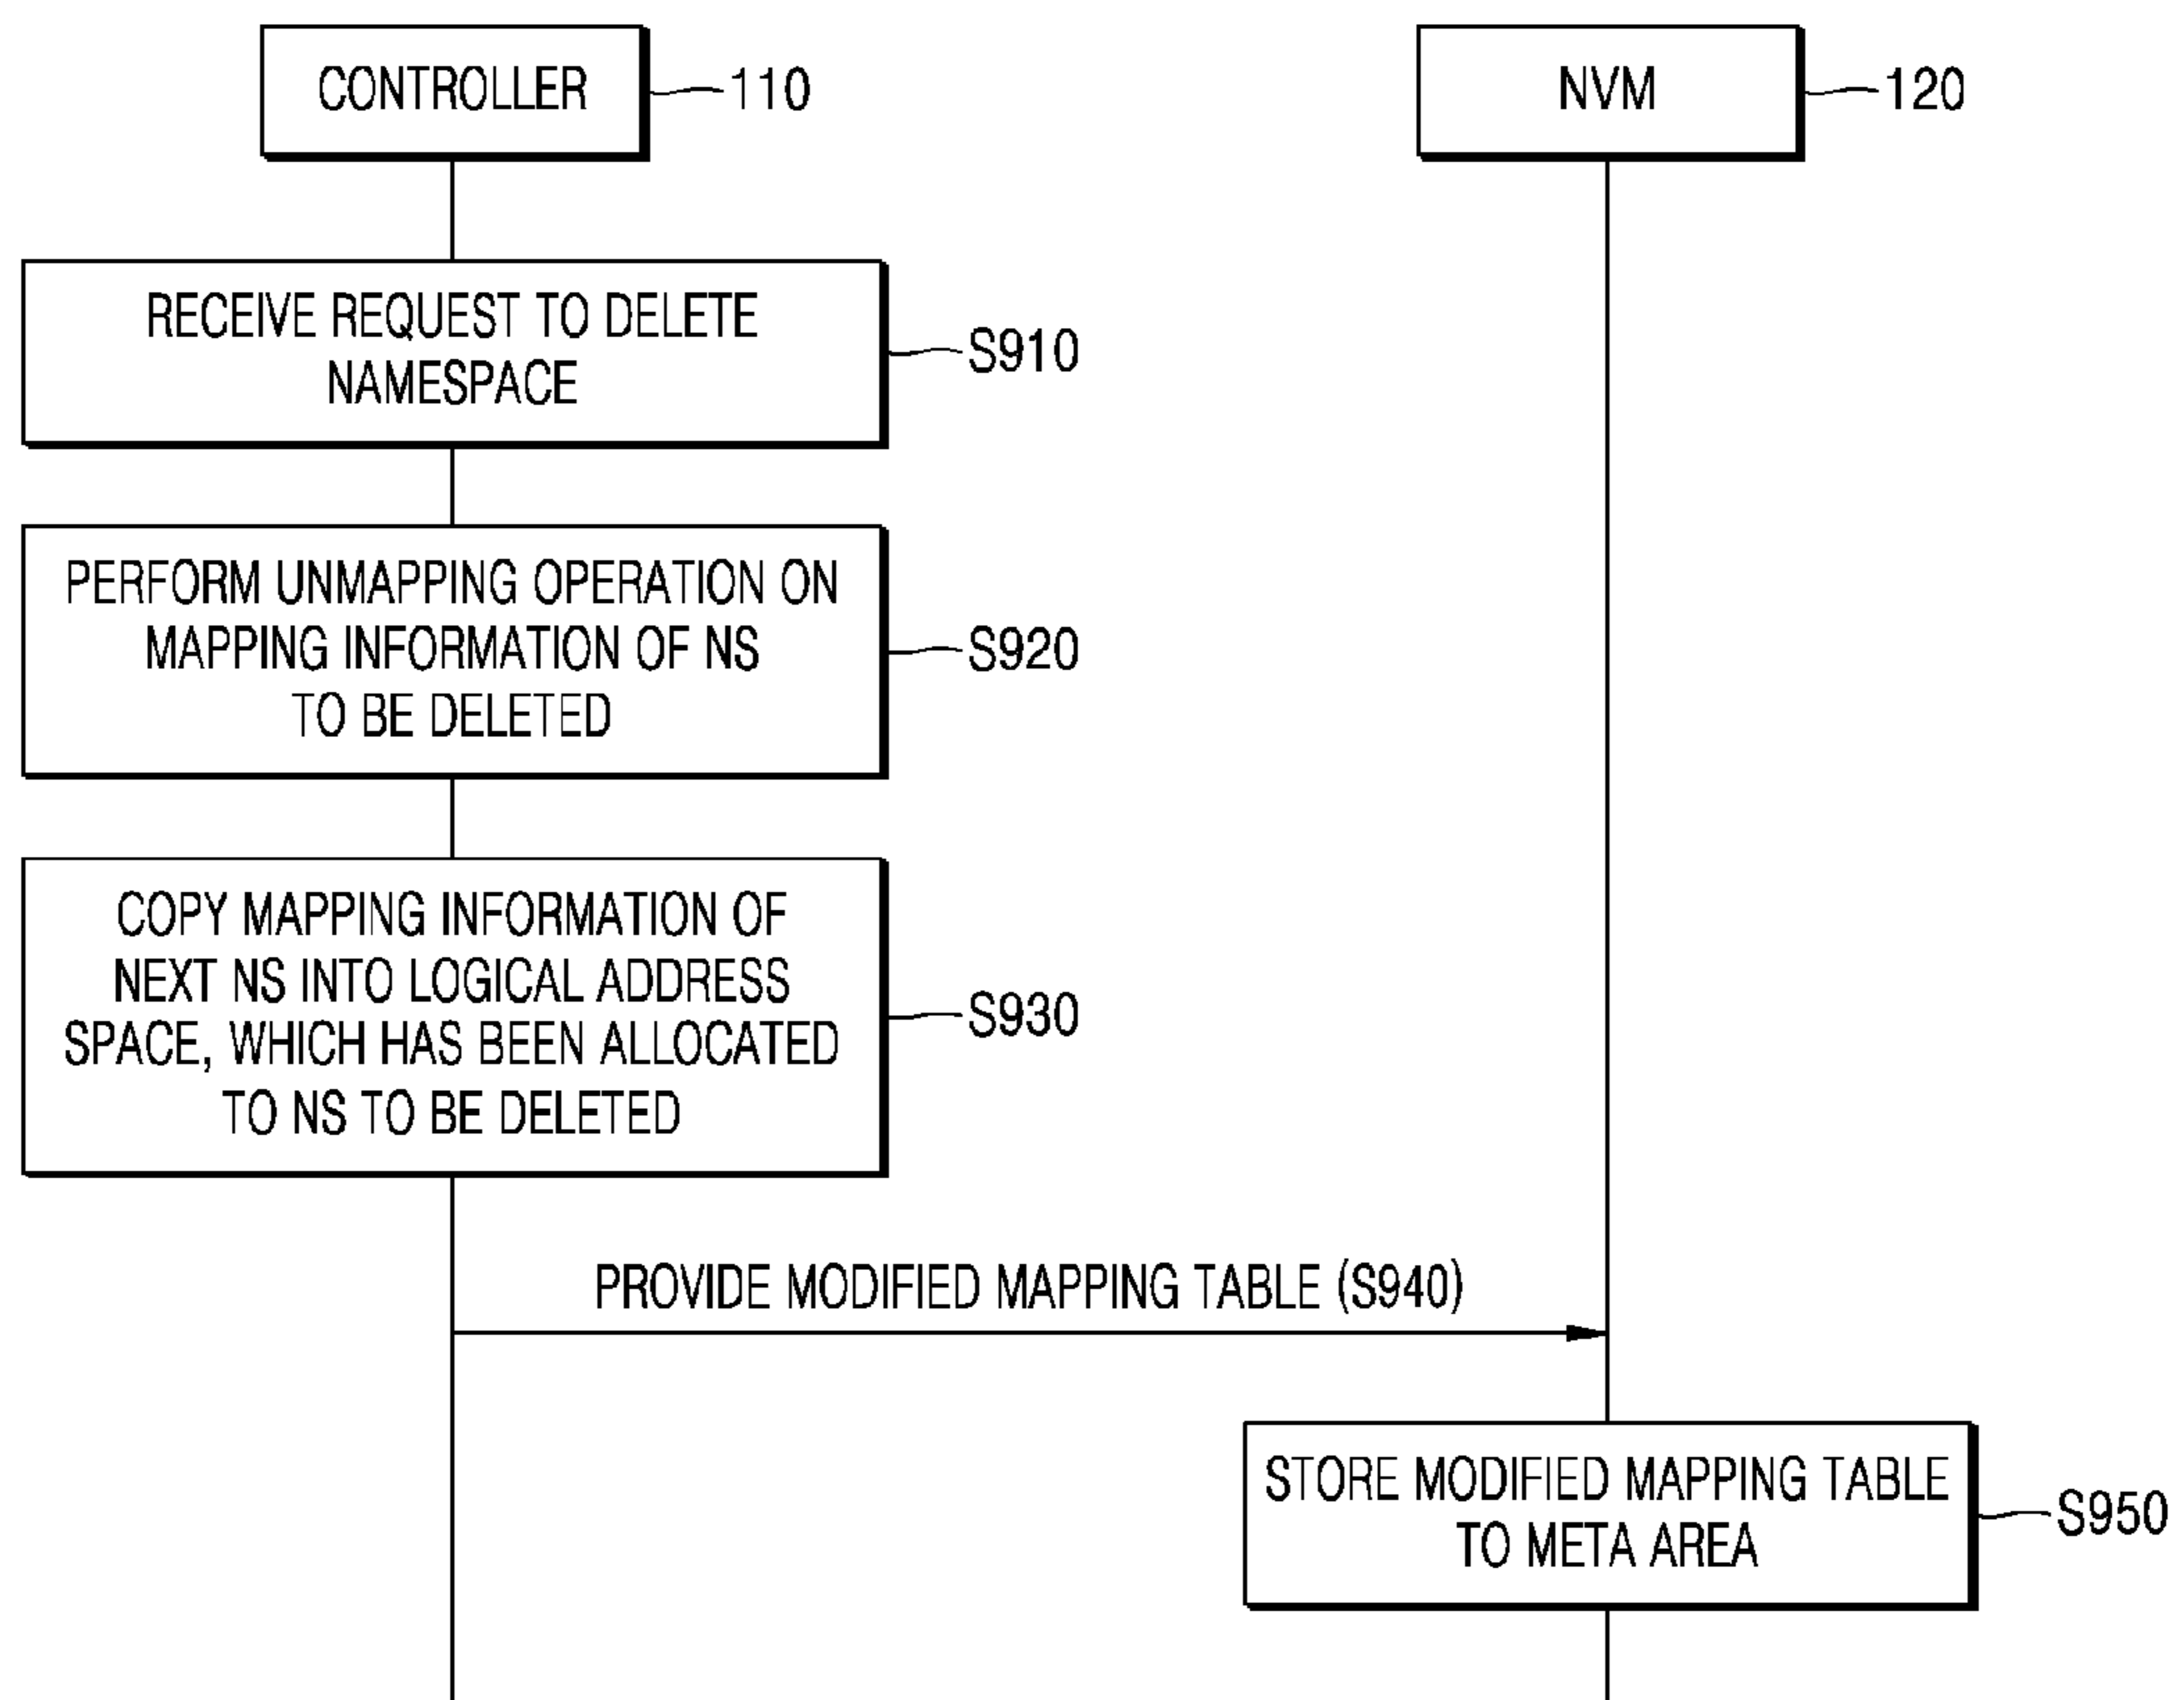 CONTROLLER
110
NVM
120
RECEIVE REQUEST TO DELETE
NAMESPACE
S910
PERFORM UNMAPPING OPERATION ON
MAPPING INFORMATION OF NS
TO BE DELETED
S920
COPY MAPPING INFORMATION OF
NEXT NS INTO LOGICAL ADDRESS
SPACE, WHICH HAS BEEN ALLOCATED
TO NS TO BE DELETED
S930
PROVIDE MODIFIED MAPPING TABLE (S940)
STORE MODIFIED MAPPING TABLE
TO META AREA
S950